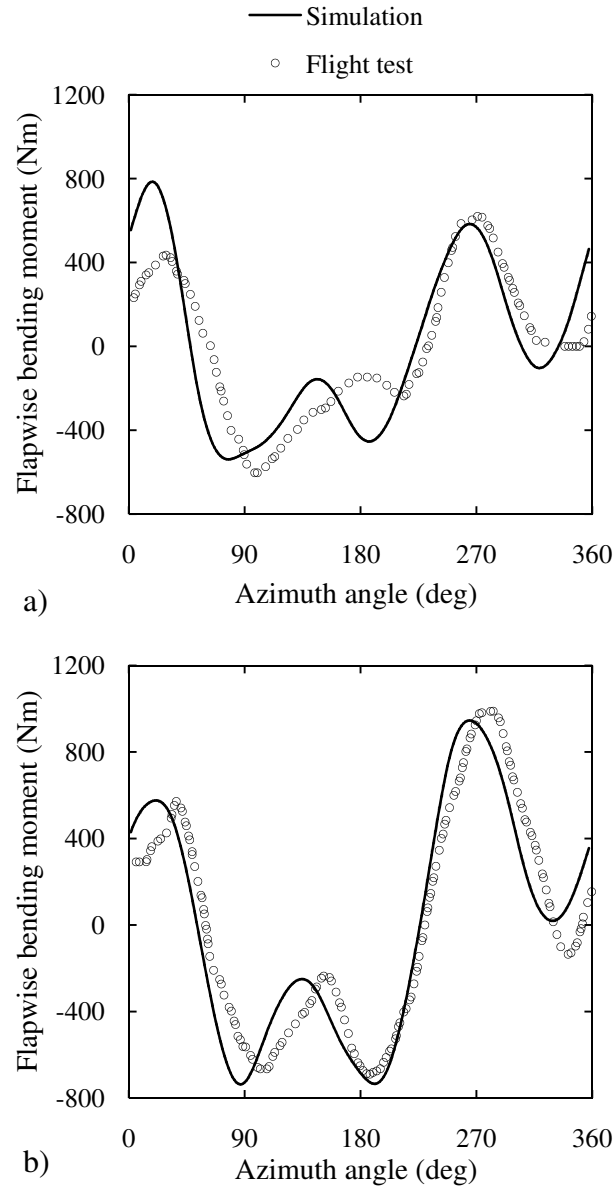 Simulation
Flight test
1200
800
400
0
-400
-800
Flapwise bending moment (Nm)
0 90 180 270 360
Azimuth angle (deg)
a)
1200
800
400
0
-400
-800
Flapwise bending moment (Nm)
0 90 180 270 360
Azimuth angle (deg)
b)